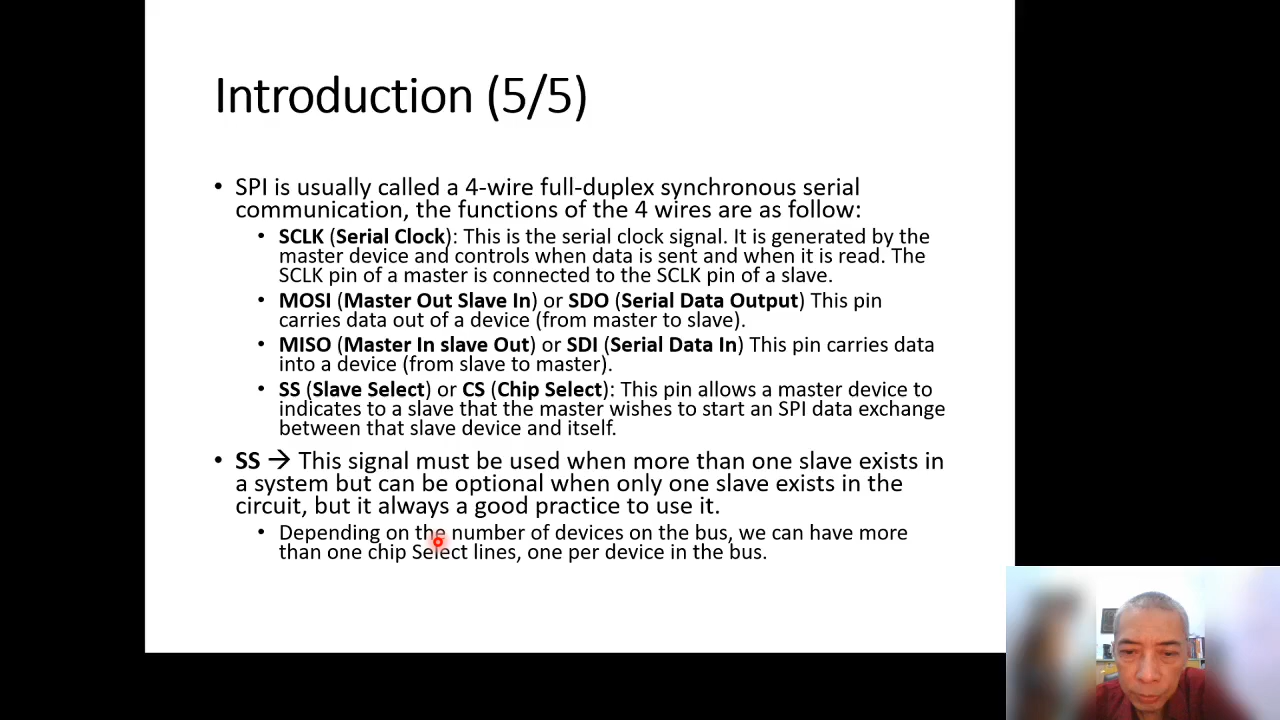 Introduction (5/5)
• SPI is usually called a 4-wire full-duplex synchronous serial
communication, the functions of the 4 wires are as follow:
• SCLK (Serial Clock): This is the serial clock signal. It is generated by the
master device and controls when data is sent and when it is read. The
SCLK pin of a master is connected to the SCLK pin of a slave.
• MOSI (Master Out Slave In) or SDO (Serial Data Output) This pin
carries data out of a device (from master to slave).
• MISO (Master In slave Out) or SDI (Serial Data In) This pin carries data
into a device (from slave to master).
• SS (Slave Select) or CS (Chip Select): This pin allows a master device to
indicates to a slave that the master wishes to start an SPI data exchange
between that slave device and itself.
• SS → This signal must be used when more than one slave exists in
a system but can be optional when only one slave exists in the
circuit, but it always a good practice to use it.
• Depending on the number of devices on the bus, we can have more
than one chip Select lines, one per device in the bus.